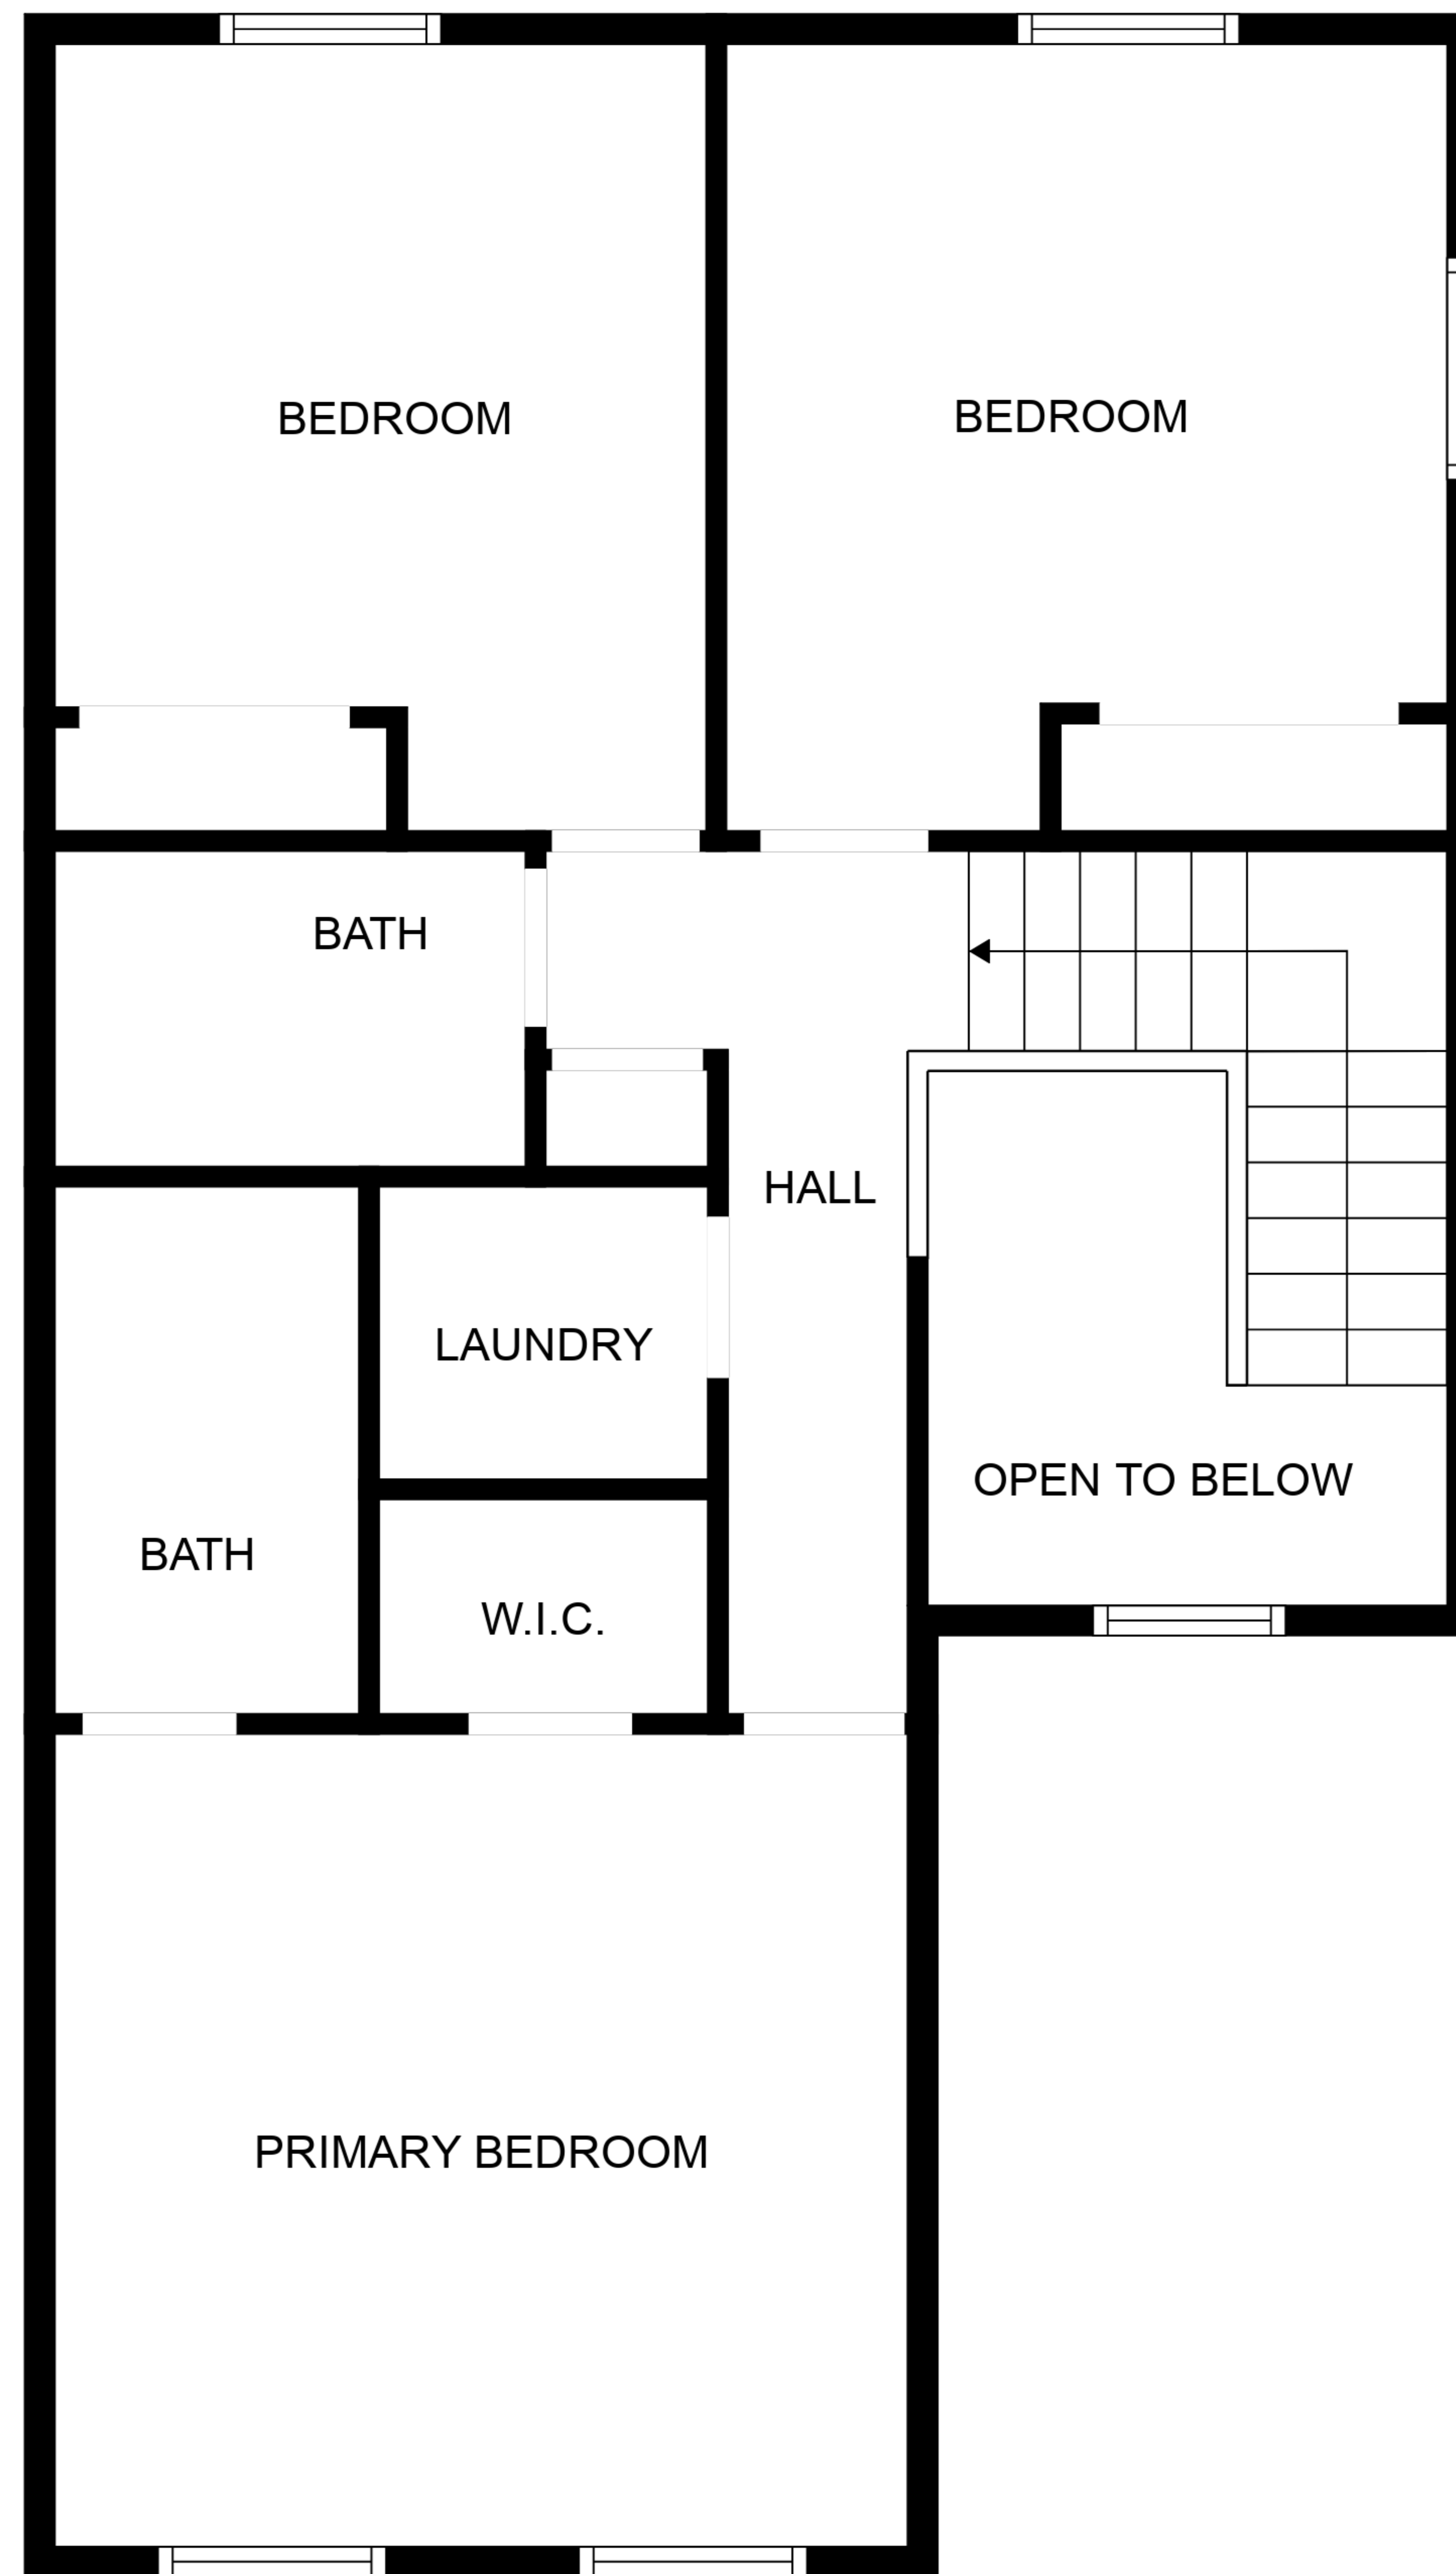 BEDROOM
BEDROOM
BATH
HALL
LAUNDRY
OPEN TO BELOW
BATH
W.I.C.
PRIMARY BEDROOM